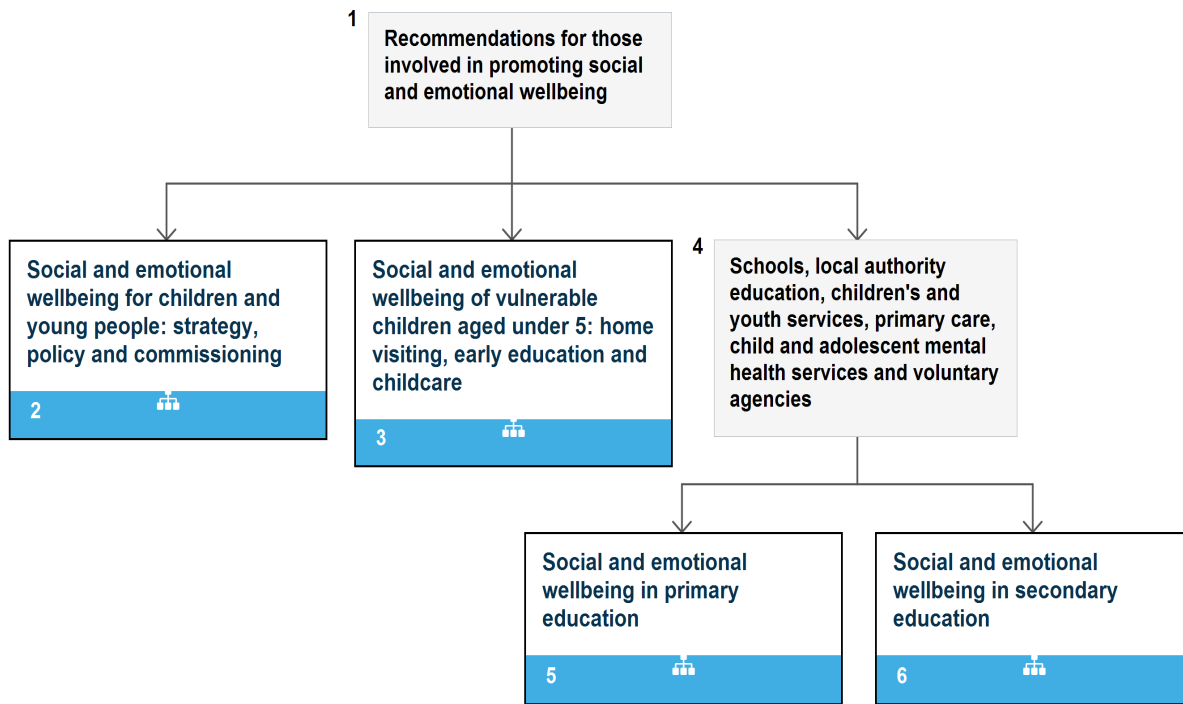 1
Recommendations for those
involved in promoting social
and emotional wellbeing
Social and emotional
wellbeing for children and
young people: strategy,
policy and commissioning
2
Social and emotional
wellbeing of vulnerable
children aged under 5: home
visiting, early education and
childcare
3
4
Schools, local authority
education, children's and
youth services, primary care,
child and adolescent mental
health services and voluntary
agencies
Social and emotional
wellbeing in primary
education
5
Social and emotional
wellbeing in secondary
education
6